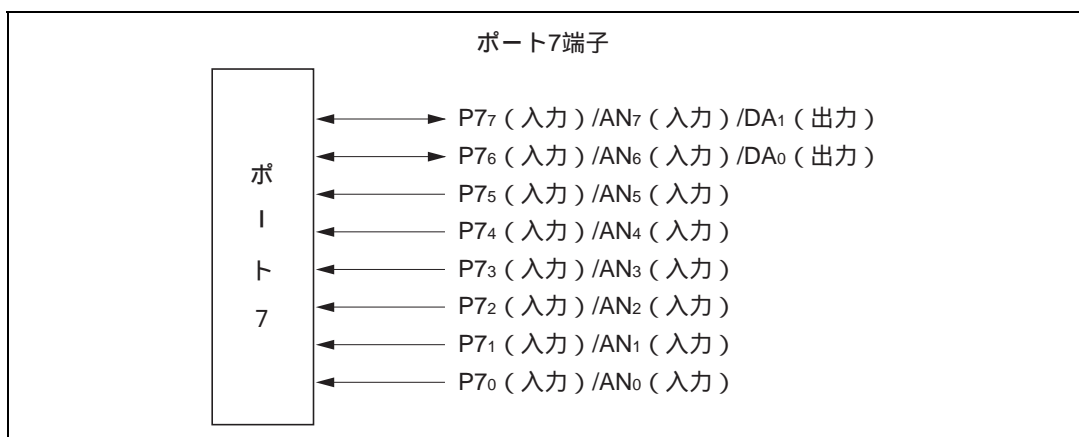 ポート7端子
ポート7
P77(入力)/AN7(入力)/DA1(出力)
P76(入力)/AN6(入力)/DA0(出力)
P75(入力)/AN5(入力)
P74(入力)/AN4(入力)
P73(入力)/AN3(入力)
P72(入力)/AN2(入力)
P71(入力)/AN1(入力)
P70(入力)/AN0(入力)